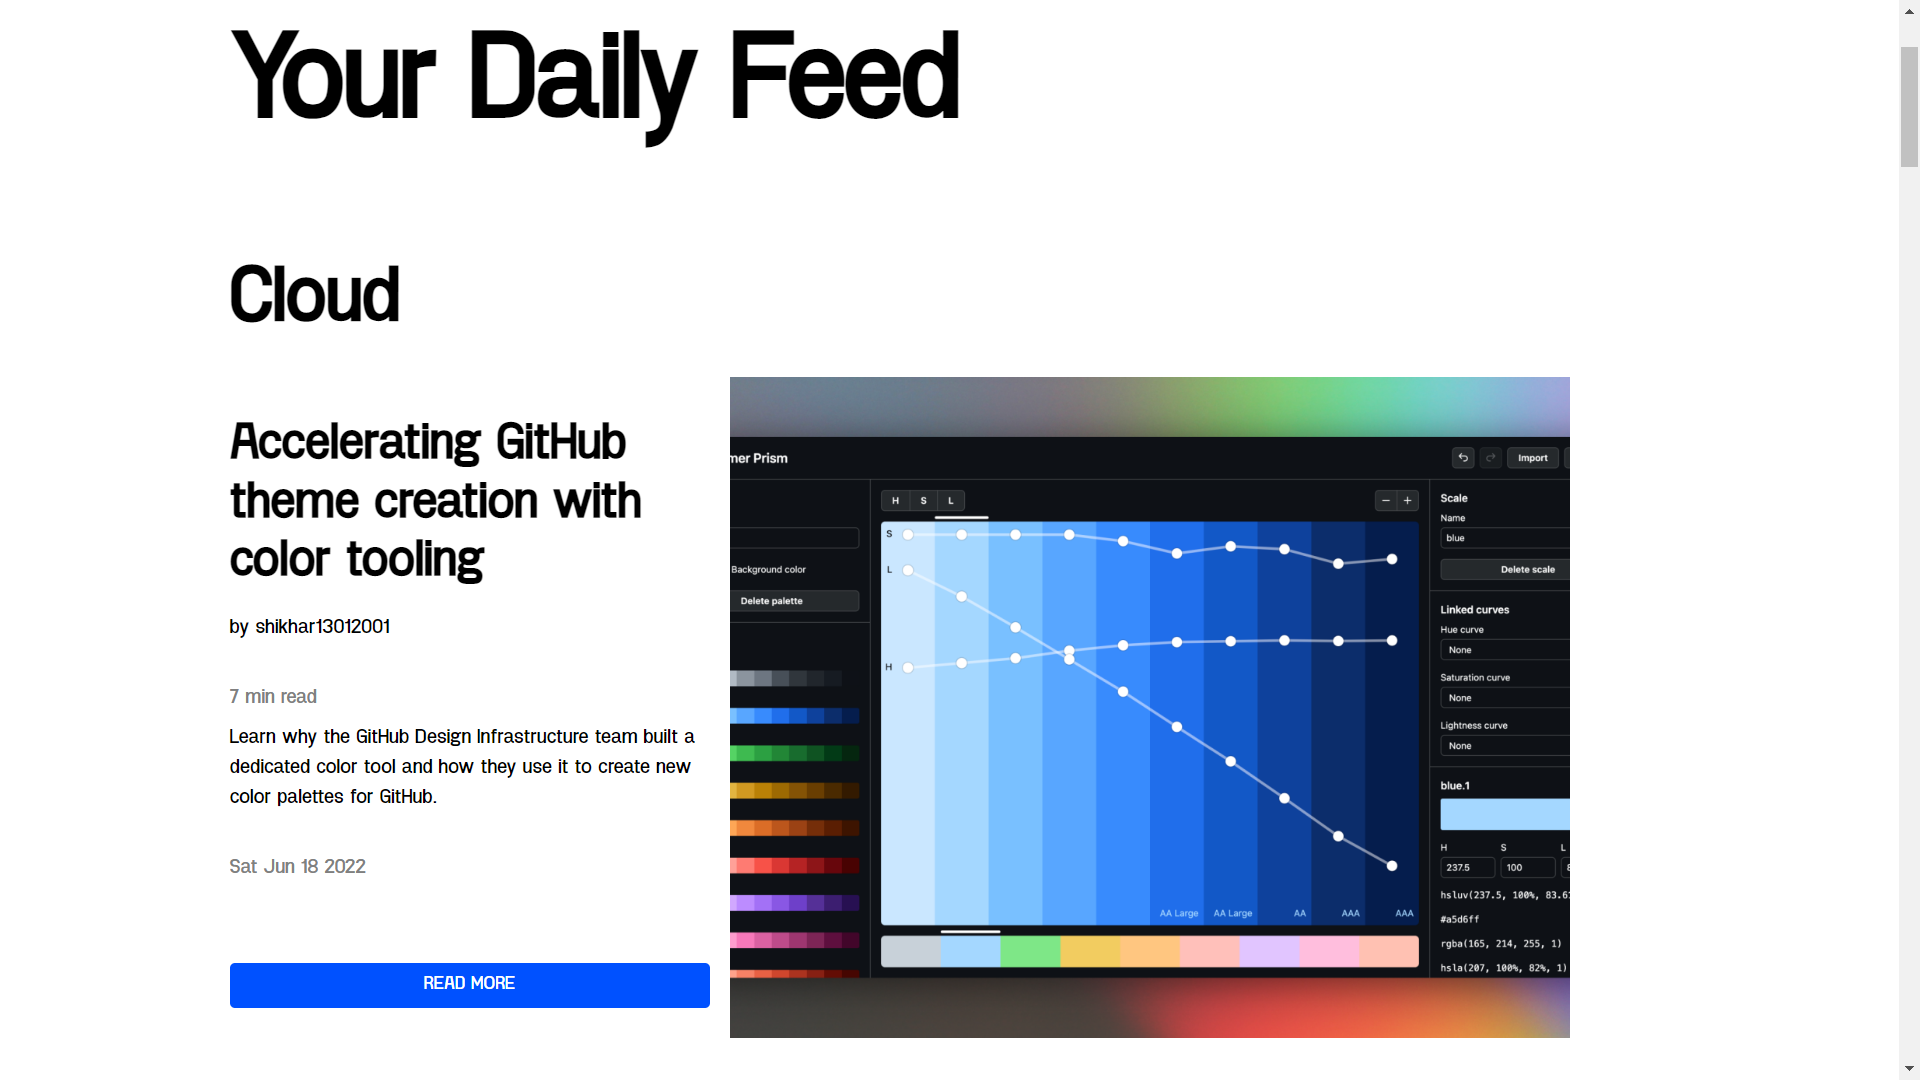 Your Daily Feed
Cloud
Accelerating GitHub
theme creation with
color tooling
by shikhar13012001
7 min read
Learn why the GitHub Design Infrastructure team built a
dedicated color tool and how they use it to create new
color palettes for GitHub.
Sat Jun 18 2022
READ MORE
mer Prism
Import
Background color
Delete palette
H S L
− +
S
L
H
AA Large AA Large AA AAA AAA
Scale
Name
blue
Delete scale
Linked curves
Hue curve
None
Saturation curve
None
Lightness curve
None
blue.1
H S L
237.5 100
hsluv(237.5, 100%, 83.6
#a5d6ff
rgba(165, 214, 255, 1)
hsla(207, 100%, 82%, 1)